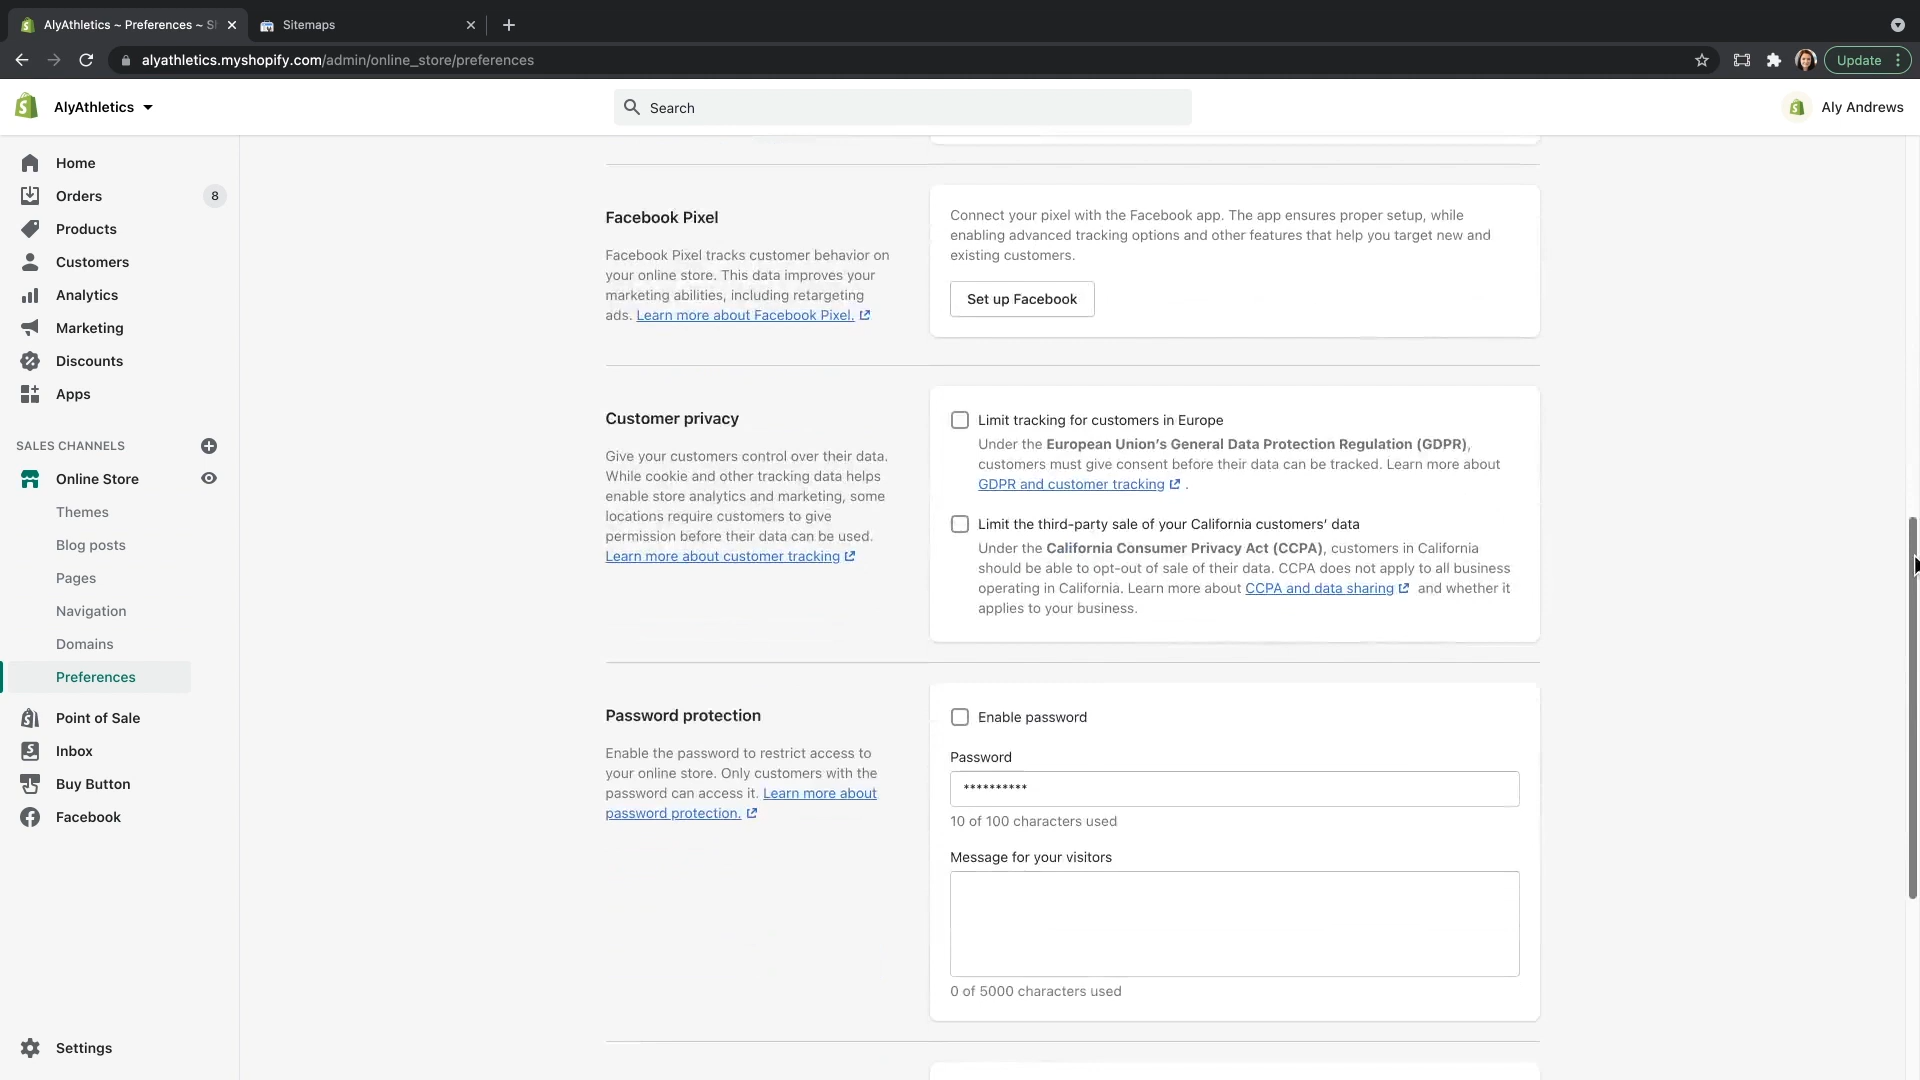 AlyAthletics ~ Preferences ~ S
Sitemaps
alyathletics.myshopify.com/admin/online_store/preferences
Update
AlyAthletics
Search
Aly Andrews
Home
Orders
8
Products
Customers
Analytics
Marketing
Discounts
Apps
SALES CHANNELS
Online Store
Themes
Blog posts
Pages
Navigation
Domains
Preferences
Point of Sale
Inbox
Buy Button
Facebook
Settings
Facebook Pixel
Facebook Pixel tracks customer behavior on
your online store. This data improves your
marketing abilities, including retargeting
ads. Learn more about Facebook Pixel.
Connect your pixel with the Facebook app. The app ensures proper setup, while
enabling advanced tracking options and other features that help you target new and
existing customers.
Set up Facebook
Customer privacy
Give your customers control over their data.
While cookie and other tracking data helps
enable store analytics and marketing, some
locations require customers to give
permission before their data can be used.
Learn more about customer tracking
Limit tracking for customers in Europe
Under the European Union's General Data Protection Regulation (GDPR),
customers must give consent before their data can be tracked. Learn more about
GDPR and customer tracking .
Limit the third-party sale of your California customers' data
Under the California Consumer Privacy Act (CCPA), customers in California
should be able to opt-out of sale of their data. CCPA does not apply to all business
operating in California. Learn more about CCPA and data sharing and whether it
applies to your business.
Password protection
Enable the password to restrict access to
your online store. Only customers with the
password can access it. Learn more about
password protection.
Enable password
Password
**********
10 of 100 characters used
Message for your visitors
0 of 5000 characters used